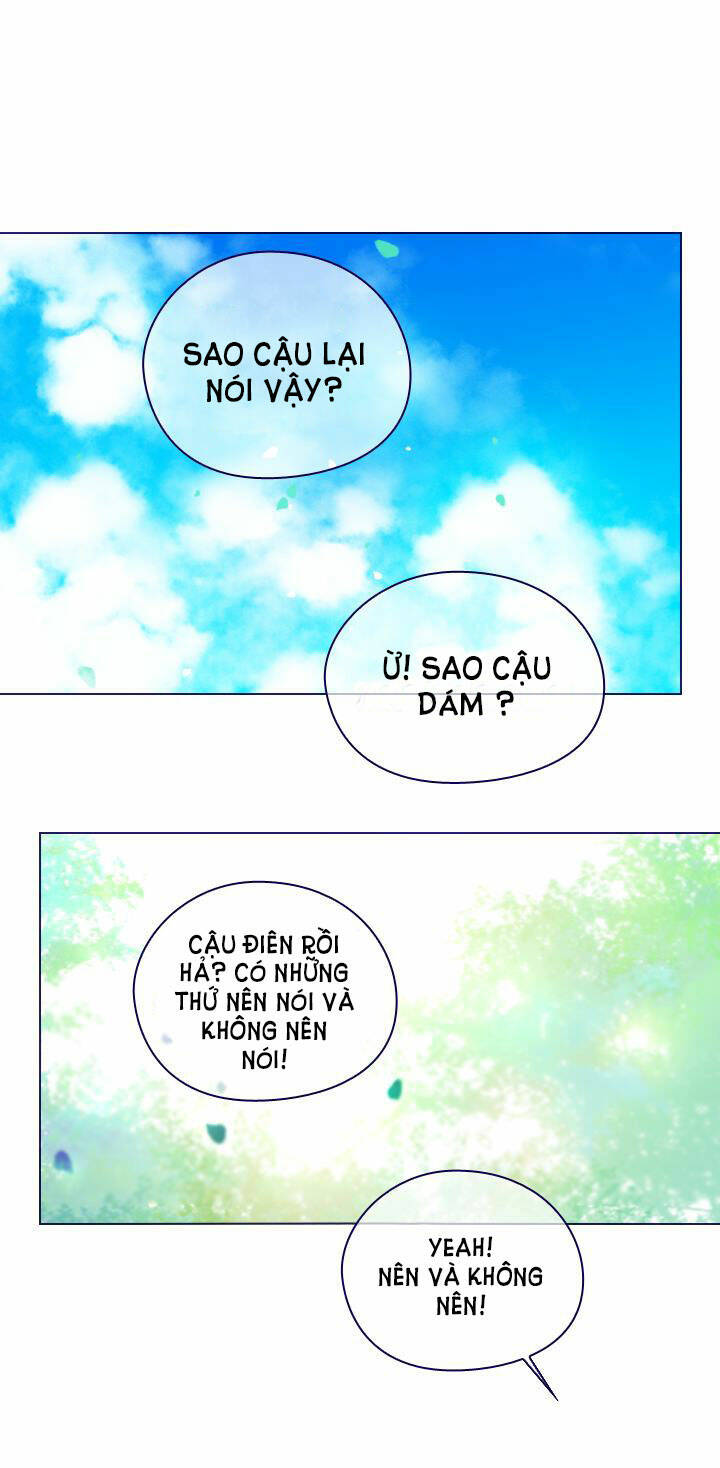 SAO CẬU LẠI
NÓI VẬY?
Ừ! SAO CẬU
DÁM ?
CẬU ĐIÊN RỒI
HẢ? CÓ NHỮNG
THỨ NÊN NÓI VÀ
KHÔNG NÊN
NÓI!
YEAH!
NÊN VÀ KHÔNG
NÊN!